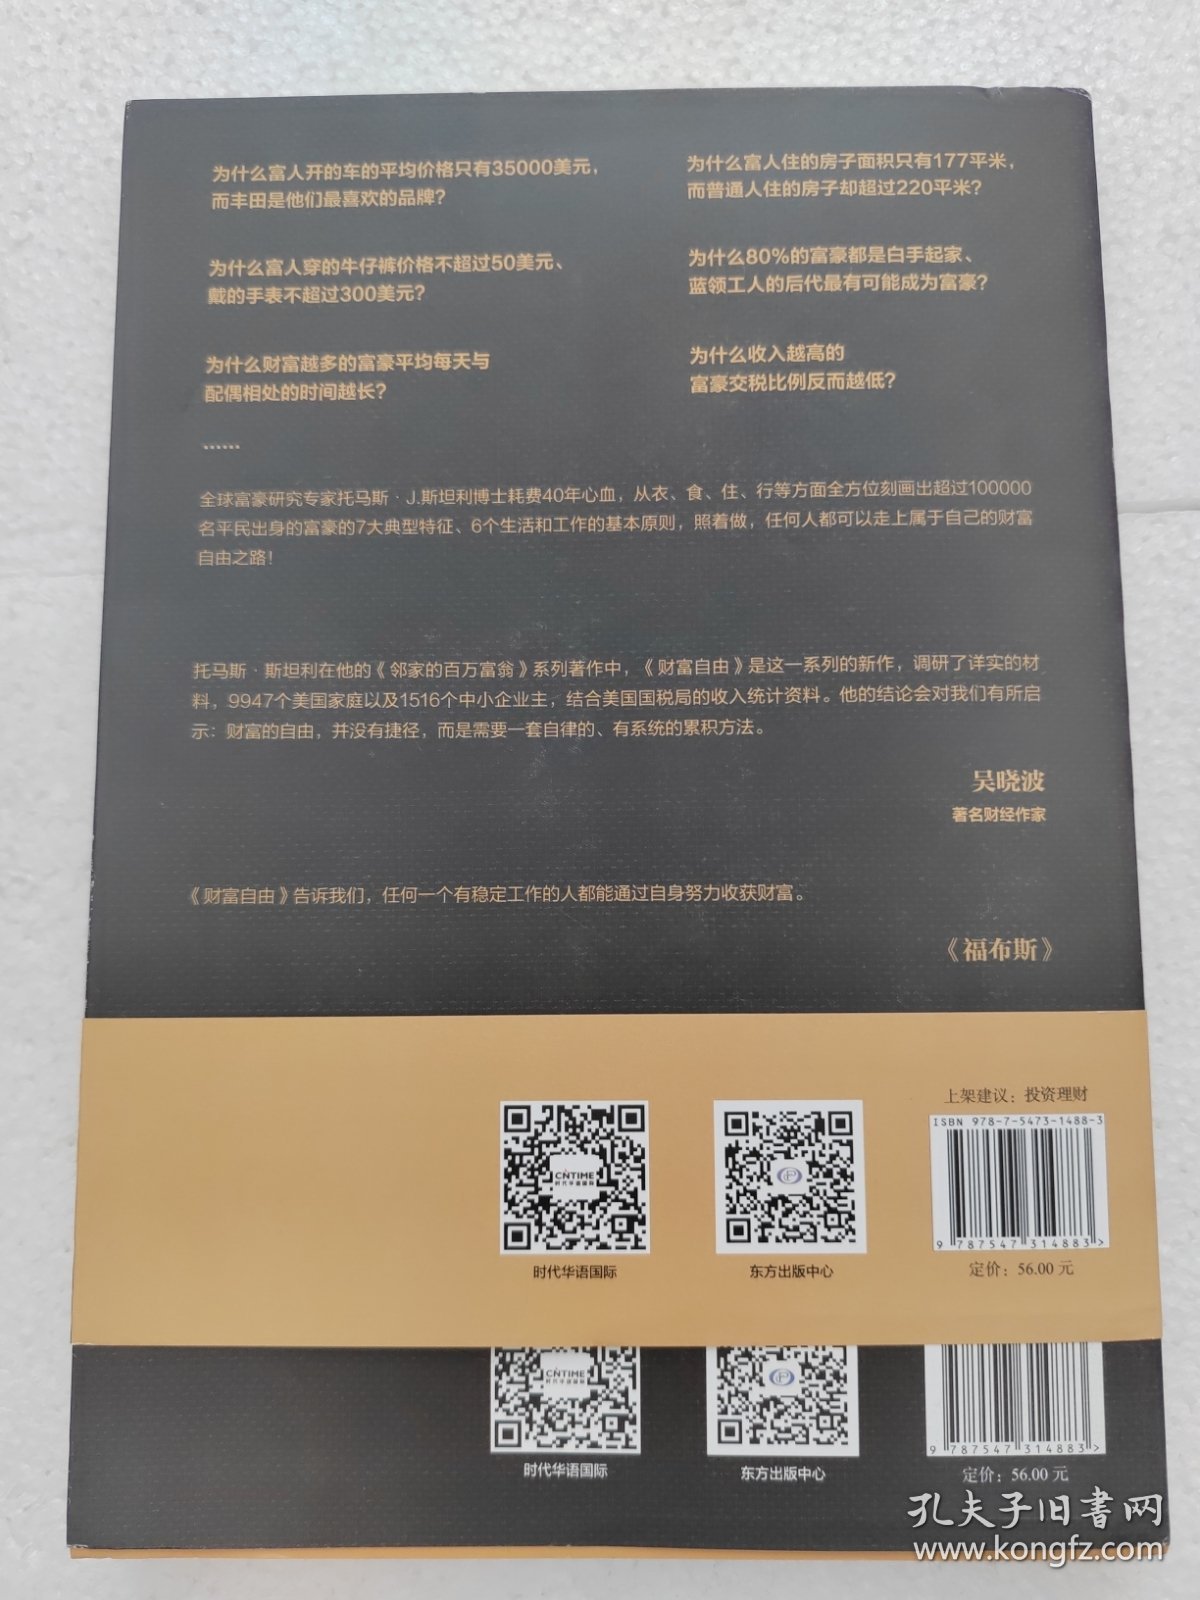 为什么富人开的车的平均价格只有35000美元，
而丰田是他们最喜欢的品牌？
为什么富人住的房子面积只有177平米，
而普通人住的房子却超过220平米？
为什么富人穿的牛仔裤价格不超过50美元、
戴的手表不超过300美元？
为什么80%的富豪都是白手起家、
蓝领工人的后代最有可能成为富豪？
为什么财富越多的富豪平均每天与
配偶相处的时间越长？
为什么收入越高的
富豪交税比例反而越低？
……
全球富豪研究专家托马斯·J.斯坦利博士耗费40年心血，从衣、食、住、行等方面全方位刻画出超过100000
名平民出身的富豪的7大典型特征、6个生活和工作的基本原则，照着做，任何人都可以走上属于自己的财富
自由之路！
托马斯·斯坦利在他的《邻家的百万富翁》系列著作中，《财富自由》是这一系列的新作，调研了详实的材
料，9947个美国家庭以及1516个中小企业主，结合美国国税局的收入统计资料。他的结论会对我们有所启
示：财富的自由，并没有捷径，而是需要一套自律的、有系统的累积方法。
吴晓波
著名财经作家
《财富自由》告诉我们，任何一个有稳定工作的人都能通过自身努力收获财富。
《福布斯》
上架建议：投资理财
ISBN 978-7-5473-1488-3
CNTIME
时代华语国际
9 787547 314883 >
时代华语国际
东方出版中心
定价：56.00 元
CNTIME
时代华语国际
9 787547 314883 >
时代华语国际
东方出版中心
定价：56.00 元
孔夫子旧书网
www.kongfz.com